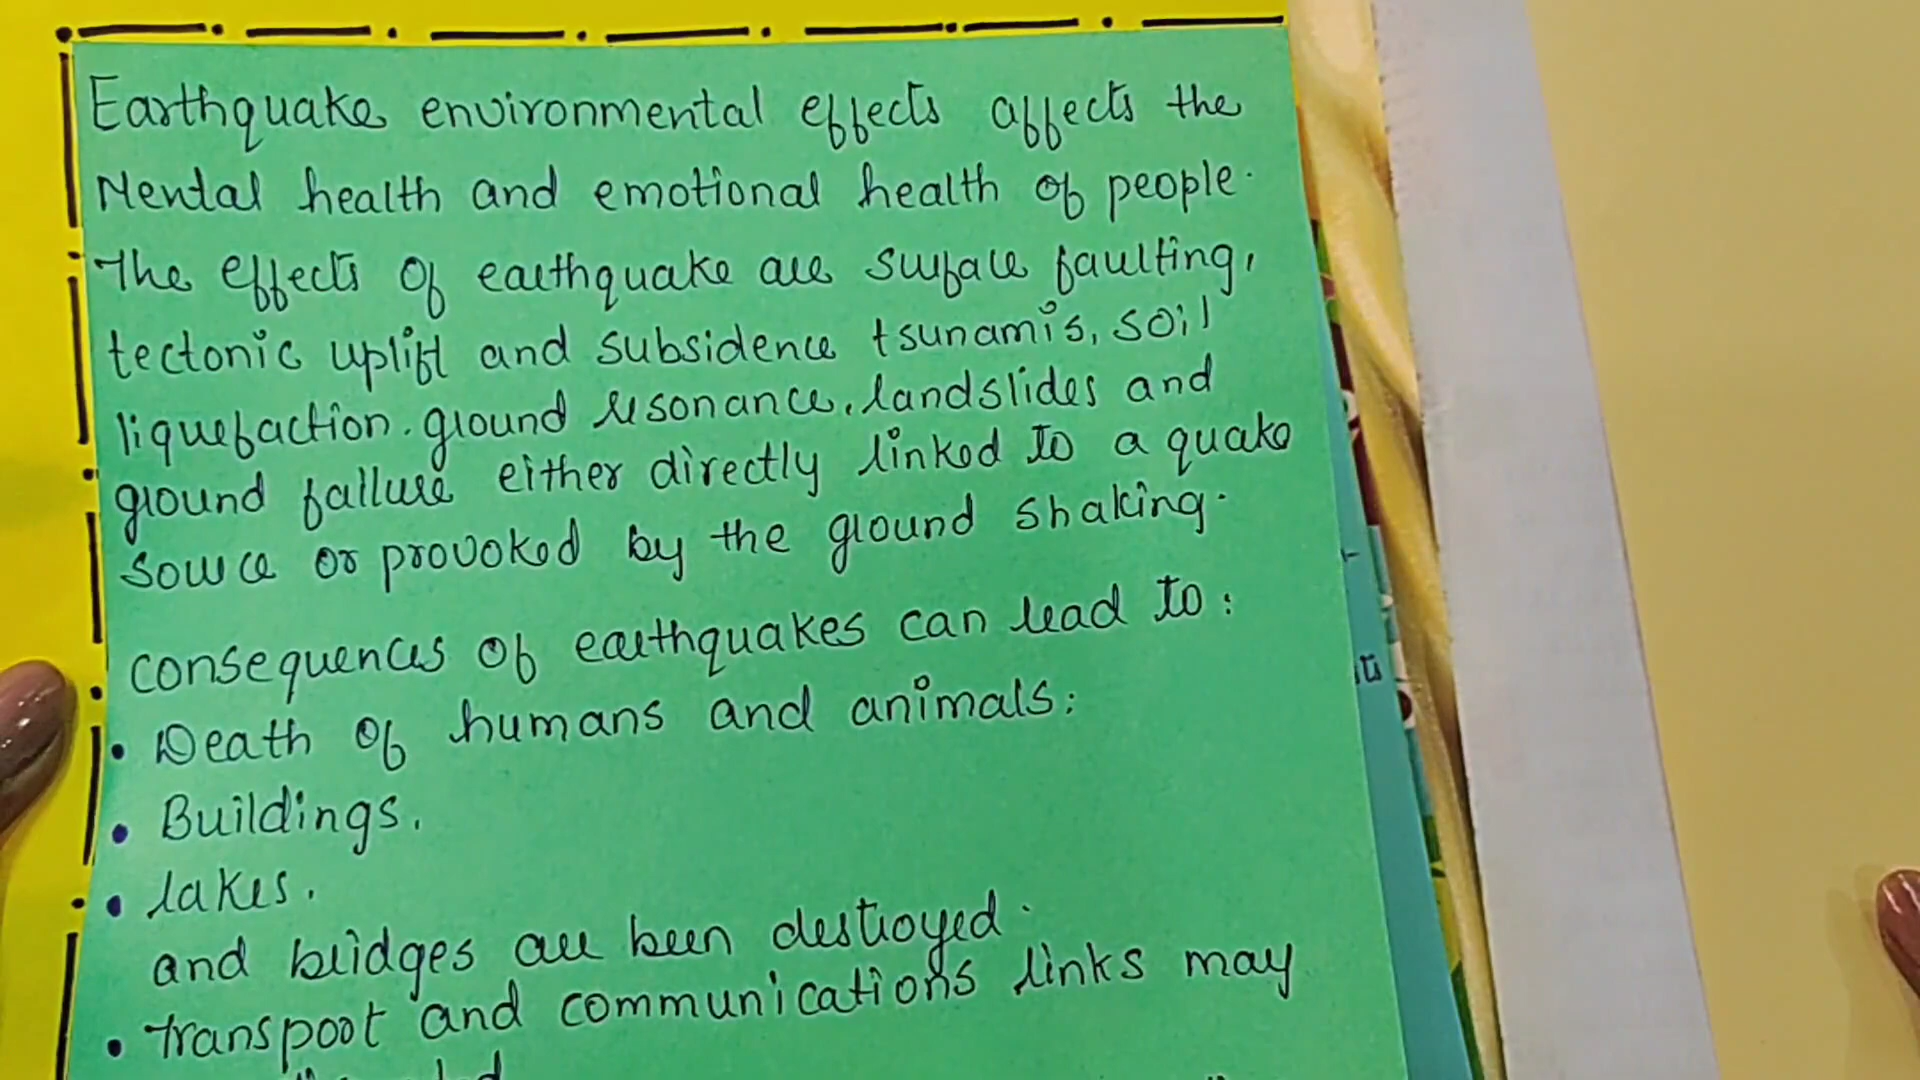 Earthquake environmental effects affects the
Mental health and emotional health of people.
The effects of earthquake are surface faulting,
tectonic uplift and subsidence tsunamis, soil
liquefaction. ground resonance, landslides and
ground fallure either directly linked to a quake
source or provoked by the ground shaking.
Consequences of earthquakes can lead to:
• Death of humans and animals:
• Buildings.
• lakes.
and bridges are been destroyed.
• Transpoot and communications links may